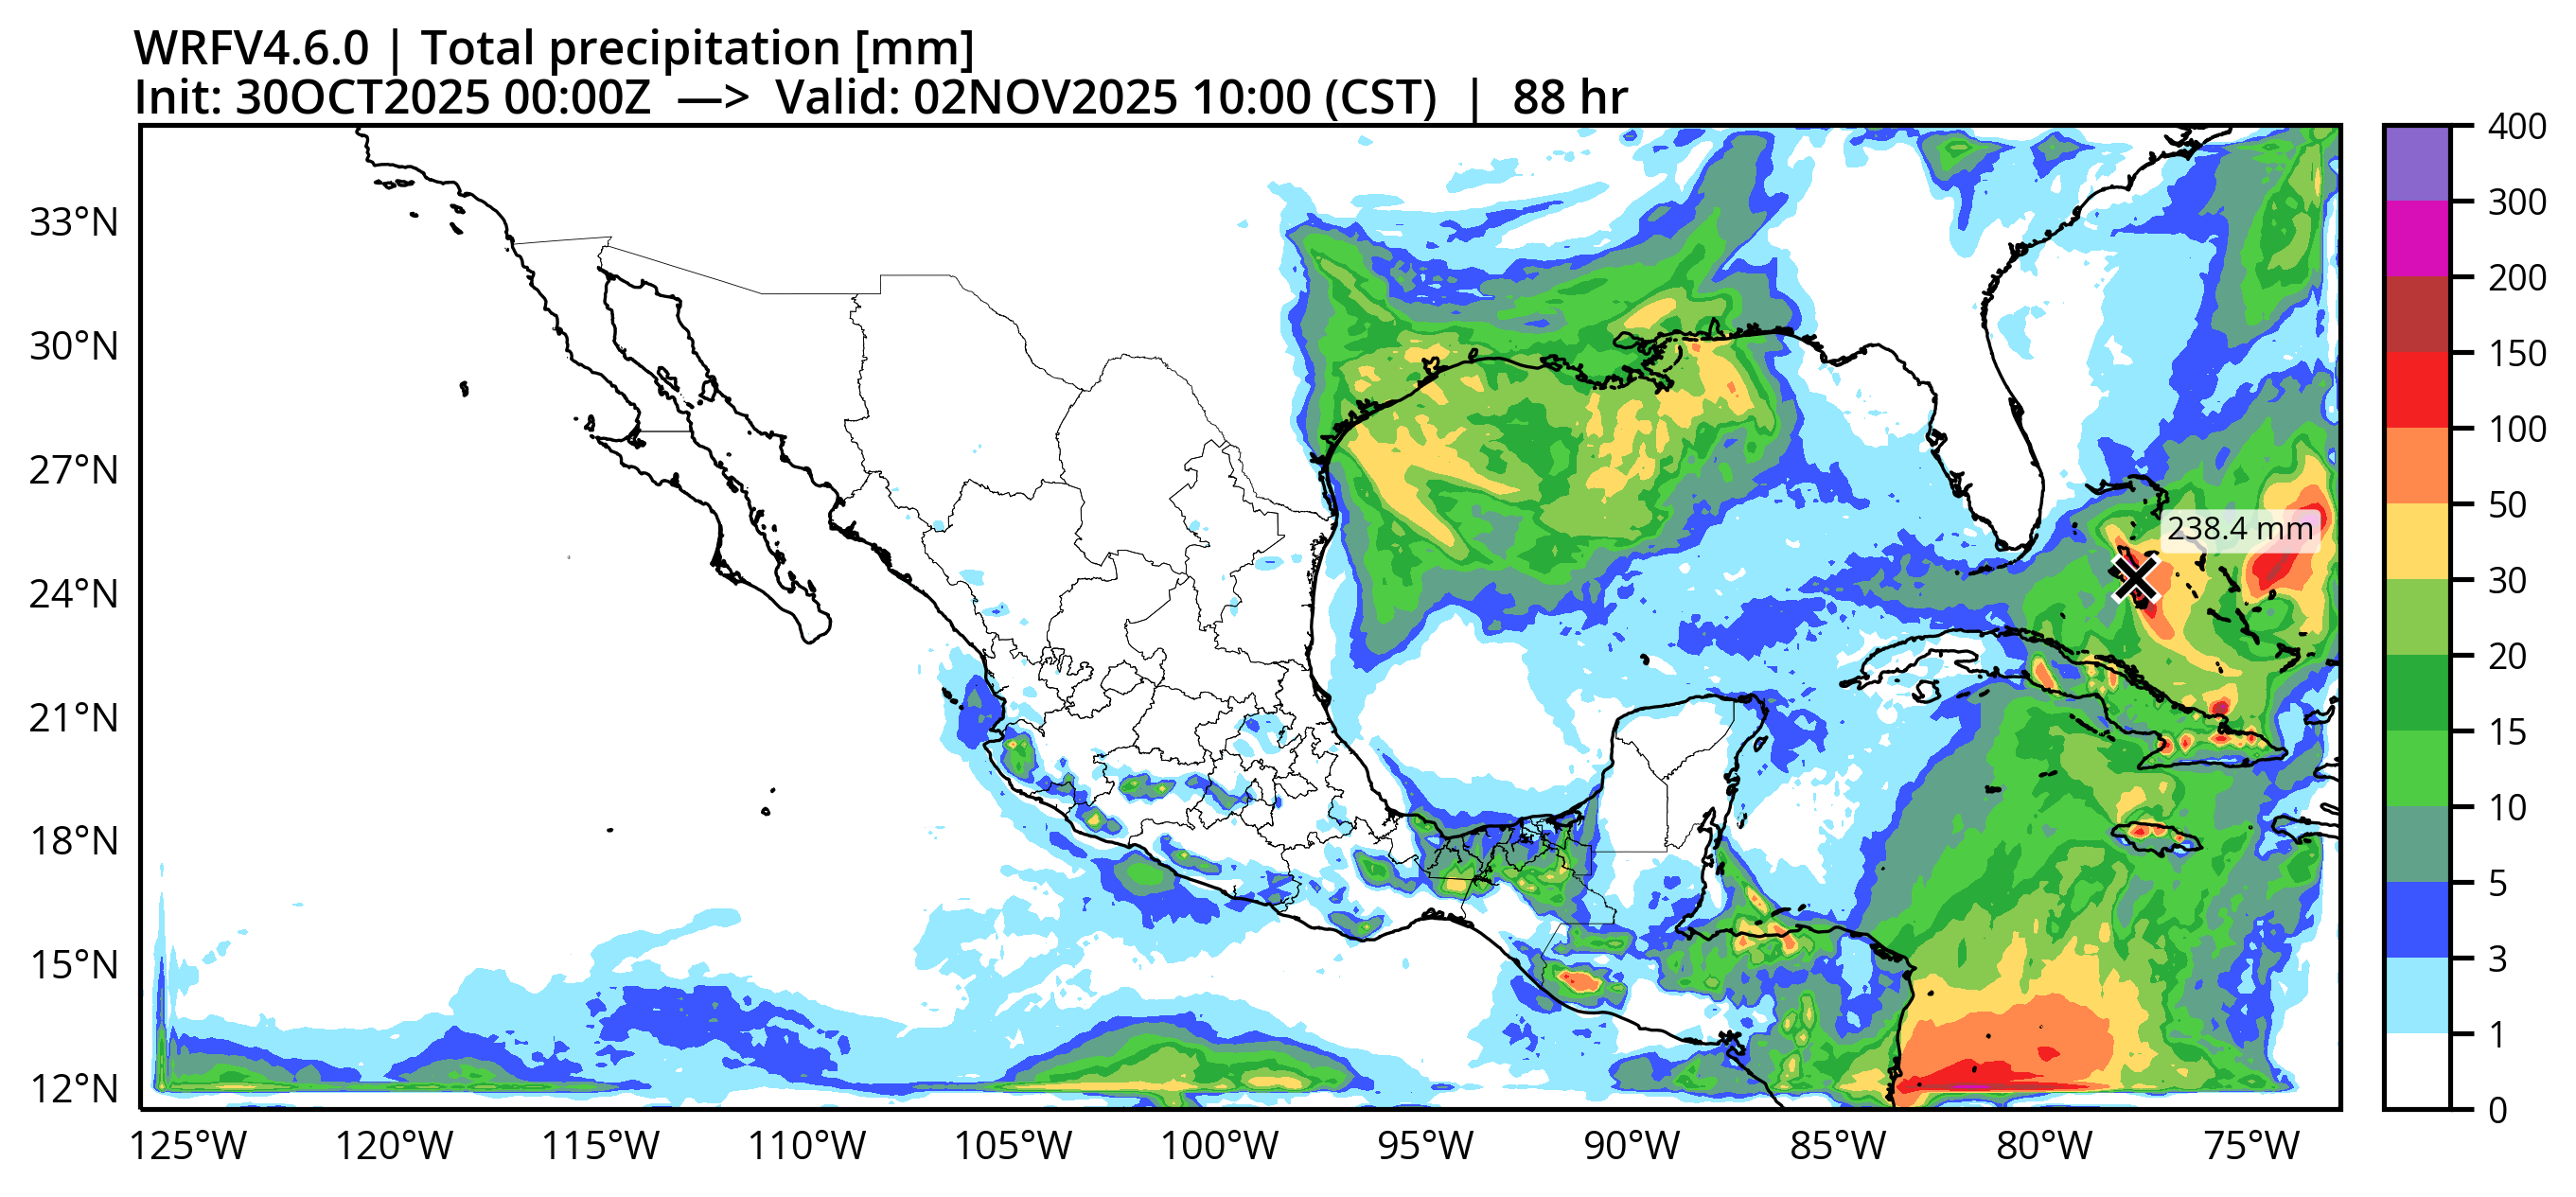 WRFV4.6.0 | Total precipitation [mm]
Init: 30OCT2025 00:00Z —> Valid: 02NOV2025 10:00 (CST) | 88 hr
33°N
30°N
27°N
24°N
21°N
18°N
15°N
12°N
125°W 120°W 115°W 110°W 105°W 100°W 95°W 90°W 85°W 80°W 75°W
238.4 mm
400
300
200
150
100
50
30
20
15
10
5
3
1
0